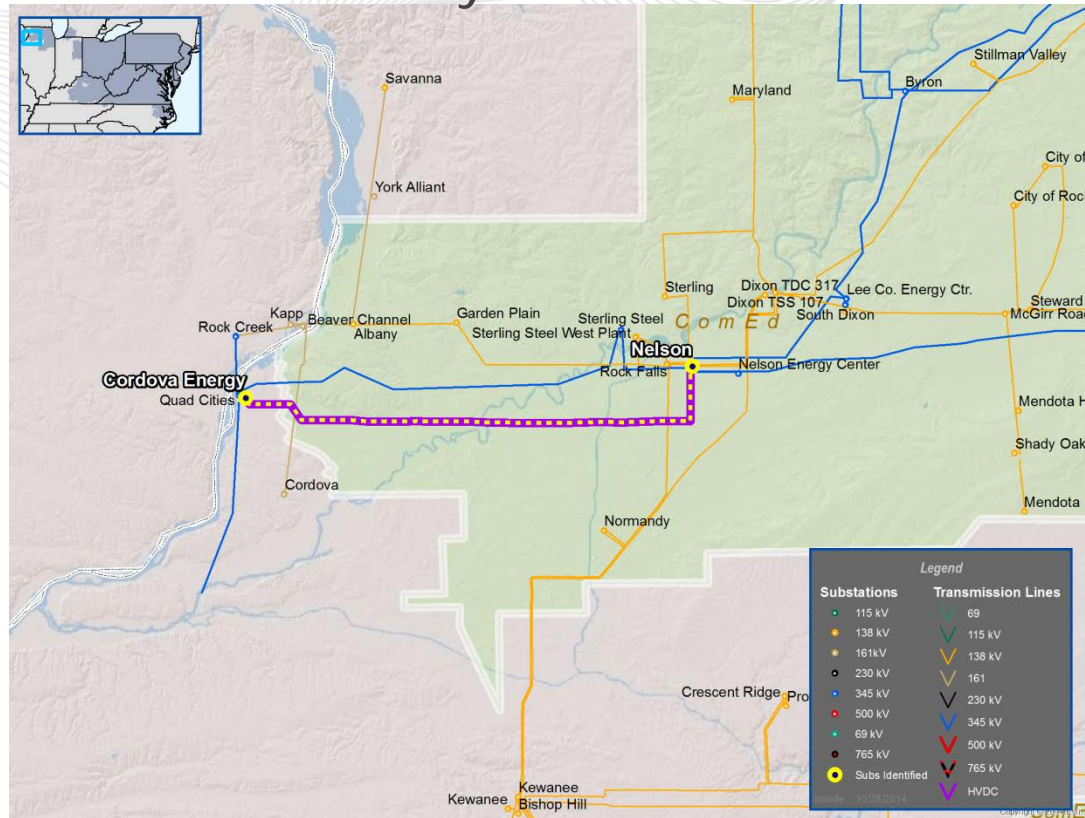 Savanna
Stillman Valley
Byron
Maryland
City of
York Alliant
City of Roc
Sterling
Dixon TDC 317
Lee Co. Energy Ctr.
Kapp
Garden Plain
Dixon TSS 107
Steward
Beaver Channel
Sterling Steel
South Dixon
McGirr Road
Rock Creek
Albany
Sterling Steel West Plant
ComEd
Nelson
Rock Falls
Nelson Energy Center
Cordova Energy
Quad Cities
Mendota H
Shady Oak
Cordova
Mendota
Normandy
Crescent Ridge
Pro
Kewanee
Kewanee
Bishop Hill
Legend
Substations
115 kV
138 kV
161kV
230 kV
345 kV
500 kV
69 kV
765 kV
Subs Identified
Transmission Lines
69
115 kV
138 kV
161
230 kV
345 kV
500 kV
765 kV
HVDC
10/28/2014